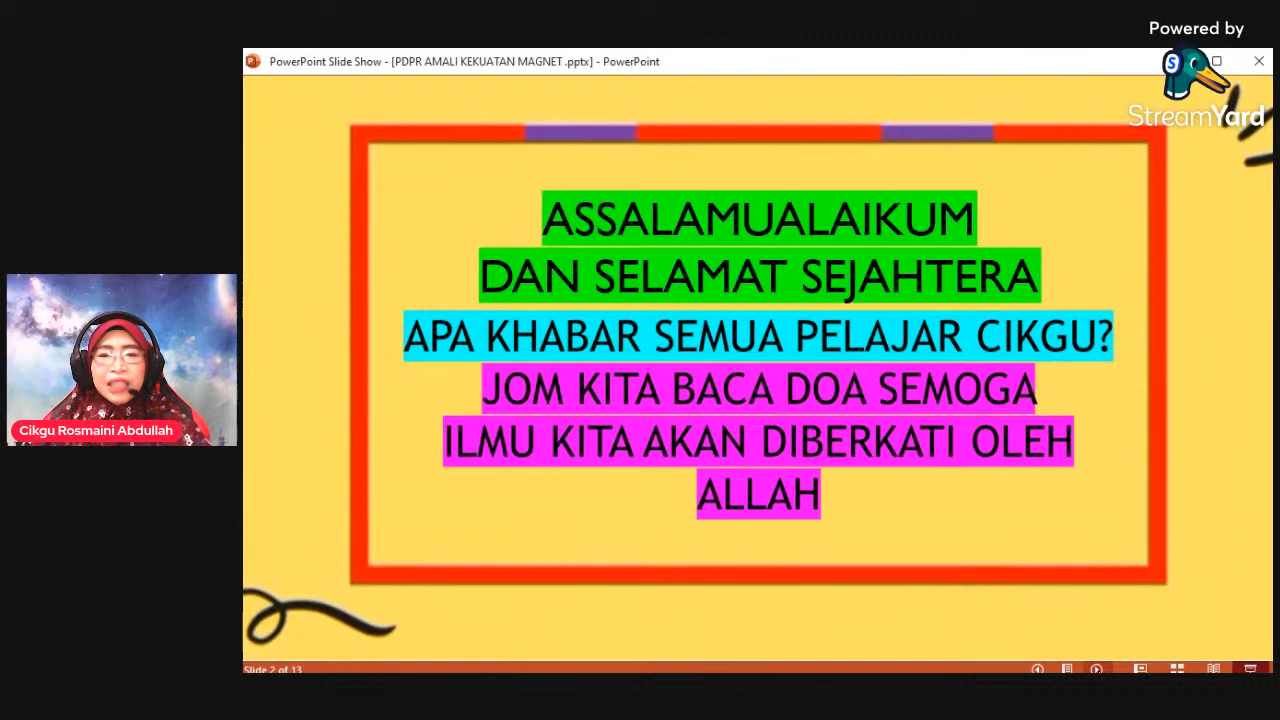 Powered by
StreamYard
PowerPoint Slide Show - [PDPR AMALI KEKUATAN MAGNET .pptx] - PowerPoint
ASSALAMUALAIKUM
DAN SELAMAT SEJAHTERA
APA KHABAR SEMUA PELAJAR CIKGU?
JOM KITA BACA DOA SEMOGA
ILMU KITA AKAN DIBERKATI OLEH
ALLAH
Cikgu Rosmaini Abdullah
Slide 2 of 13